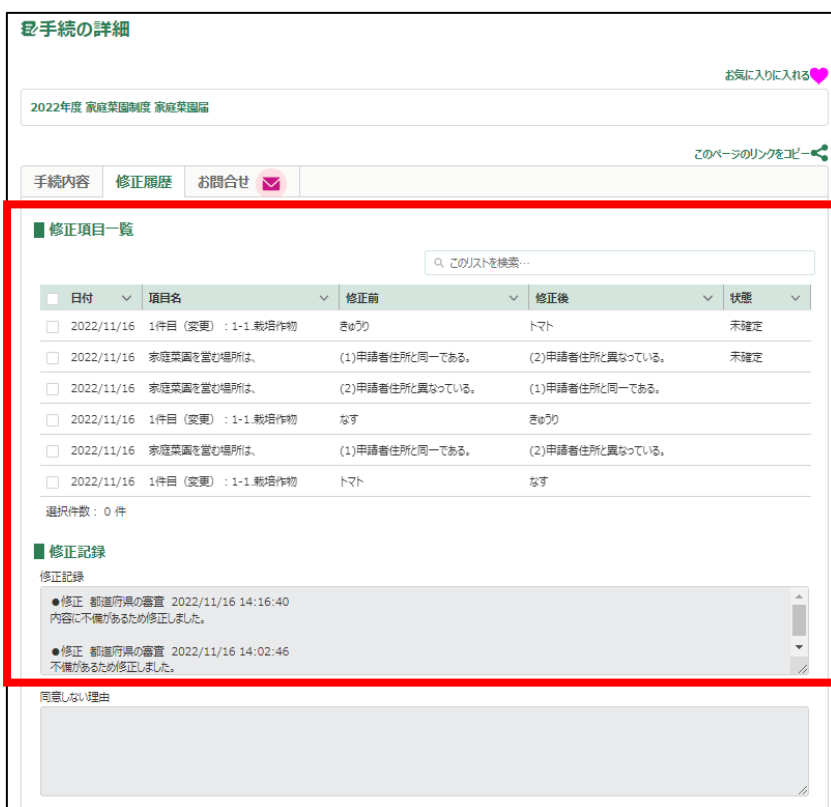 手続の詳細
お気に入りに入れる
2022年度 家庭菜園制度 家庭菜園届
このページのリンクをコピー
手続内容 修正履歴 お問合せ
修正項目一覧
このリストを検索…
日付 項目名 修正前 修正後 状態
2022/11/16 1件目（変更）：1-1.栽培作物 きゅうり トマト 未確定
2022/11/16 家庭菜園を営む場所は、 (1)申請者住所と同一である。 (2)申請者住所と異なっている。 未確定
2022/11/16 家庭菜園を営む場所は、 (2)申請者住所と異なっている。 (1)申請者住所と同一である。
2022/11/16 1件目（変更）：1-1.栽培作物 なす きゅうり
2022/11/16 家庭菜園を営む場所は、 (1)申請者住所と同一である。 (2)申請者住所と異なっている。
2022/11/16 1件目（変更）：1-1.栽培作物 トマト なす
選択件数： 0 件
修正記録
修正記録
●修正 都道府県の審査 2022/11/16 14:16:40
内容に不備があるため修正しました。
●修正 都道府県の審査 2022/11/16 14:02:46
不備があるため修正しました。
同意しない理由